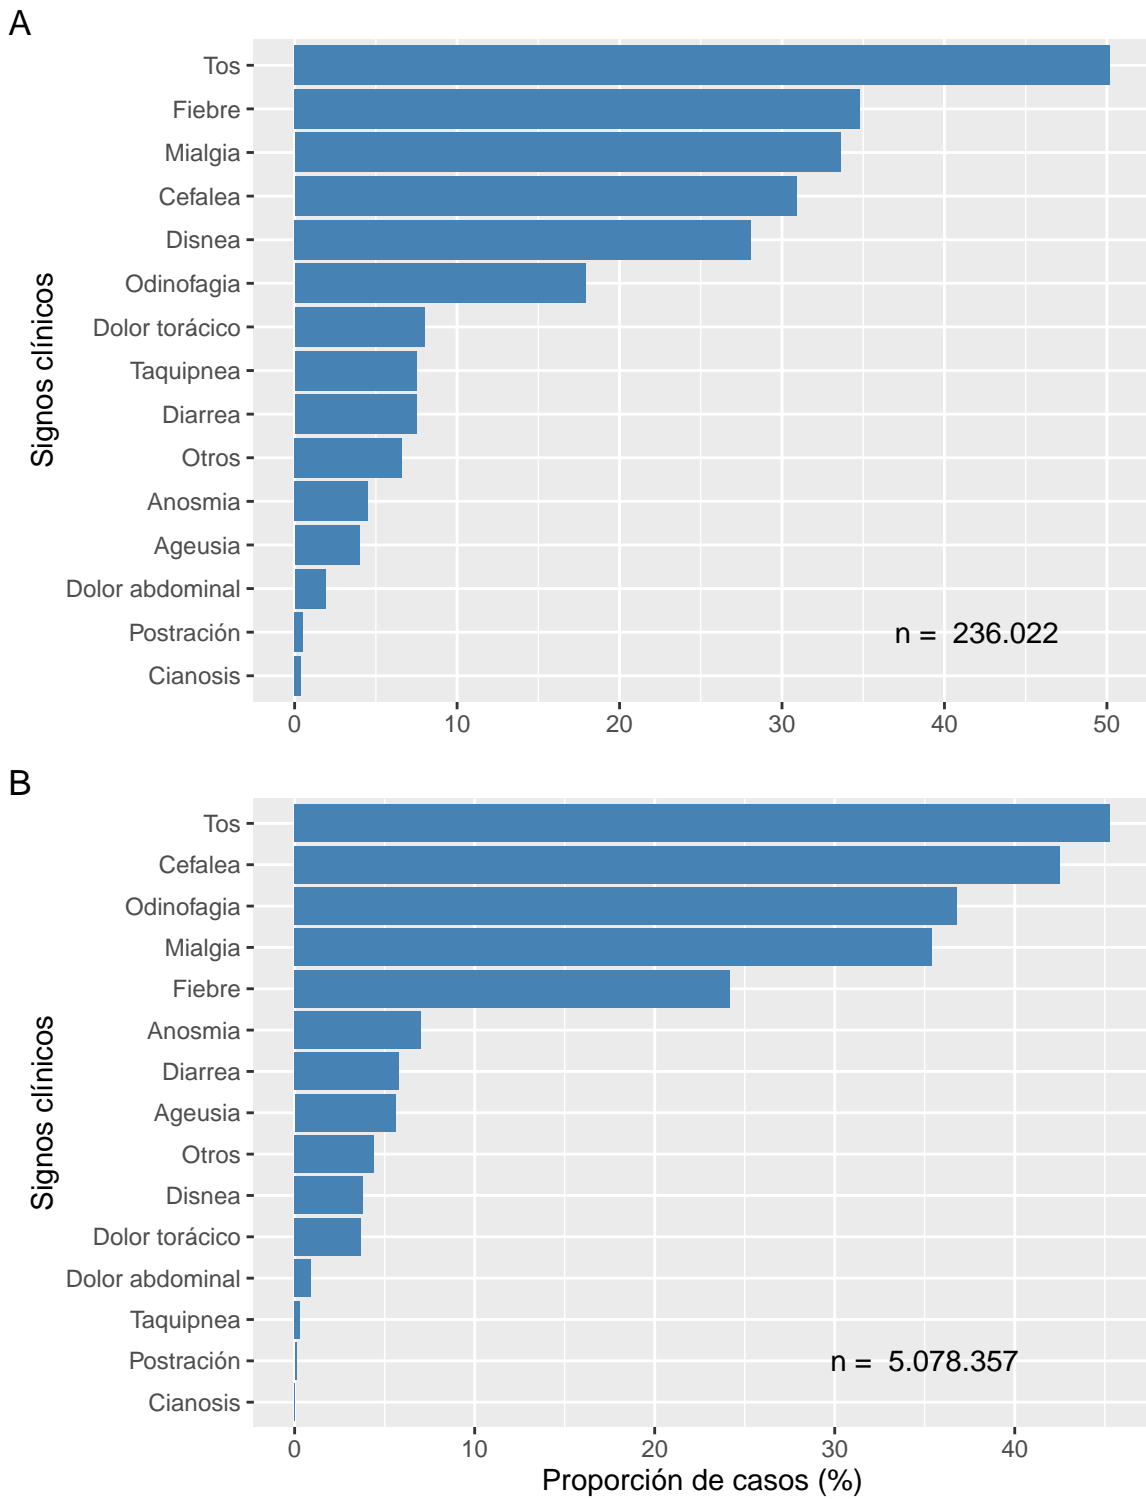 A
Signos clínicos
Tos
Fiebre
Mialgia
Cefalea
Disnea
Odinofagia
Dolor torácico
Taquipnea
Diarrea
Otros
Anosmia
Ageusia
Dolor abdominal
Postración
Cianosis
n = 236.022
0 10 20 30 40 50
B
Signos clínicos
Tos
Cefalea
Odinofagia
Mialgia
Fiebre
Anosmia
Diarrea
Ageusia
Otros
Disnea
Dolor torácico
Dolor abdominal
Taquipnea
Postración
Cianosis
n = 5.078.357
0 10 20 30 40
Proporción de casos (%)